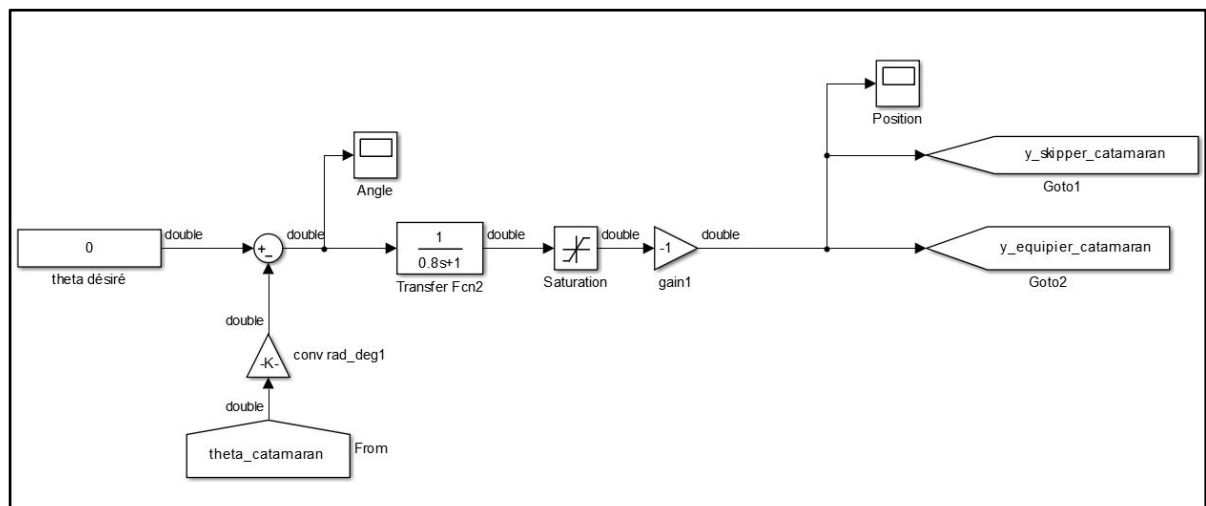 Position
y_skipper_catamaran
Goto1
Angle
double
double
double
double
double
0
+
-
1
0.8s+1
-1
y_equipier_catamaran
theta désiré
Transfer Fcn2
Saturation
gain1
Goto2
double
-K-
conv rad_deg1
double
theta_catamaran
From